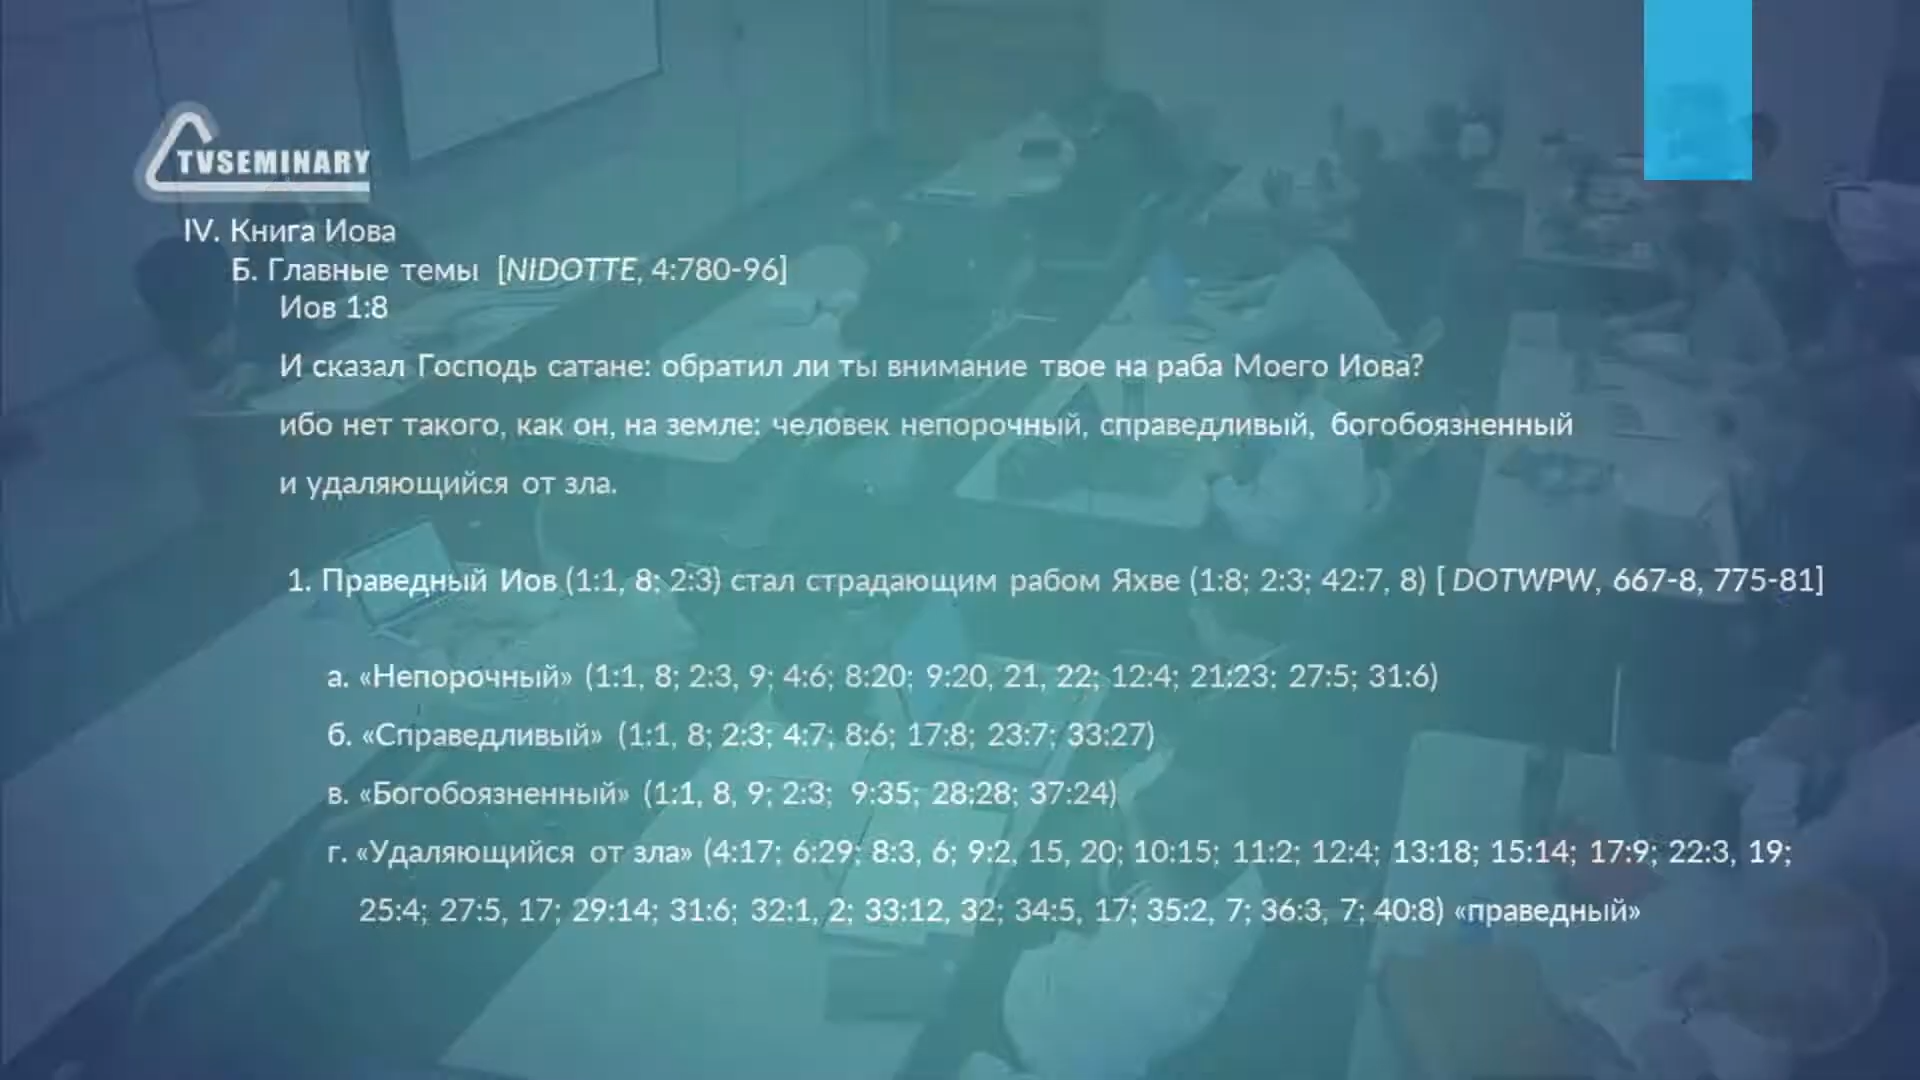 TVSEMINARY
IV. Книга Иова
Б. Главные темы [NIDOTTE, 4:780-96]
Иов 1:8
И сказал Господь сатане: обратил ли ты внимание твое на раба Моего Иова?
ибо нет такого, как он, на земле: человек непорочный, справедливый, богобоязненный
и удаляющийся от зла.
1. Праведный Иов (1:1, 8; 2:3) стал страдающим рабом Яхве (1:8; 2:3; 42:7, 8) [ DOTWPW, 667-8, 775-81]
а. «Непорочный» (1:1, 8; 2:3, 9; 4:6; 8:20; 9:20, 21, 22; 12:4; 21:23; 27:5; 31:6)
б. «Справедливый» (1:1, 8; 2:3; 4:7; 8:6; 17:8; 23:7; 33:27)
в. «Богобоязненный» (1:1, 8, 9; 2:3; 9:35; 28:28; 37:24)
г. «Удаляющийся от зла» (4:17; 6:29; 8:3, 6; 9:2, 15, 20; 10:15; 11:2; 12:4; 13:18; 15:14; 17:9; 22:3, 19;
25:4; 27:5, 17; 29:14; 31:6; 32:1, 2; 33:12, 32; 34:5, 17; 35:2, 7; 36:3, 7; 40:8) «праведный»